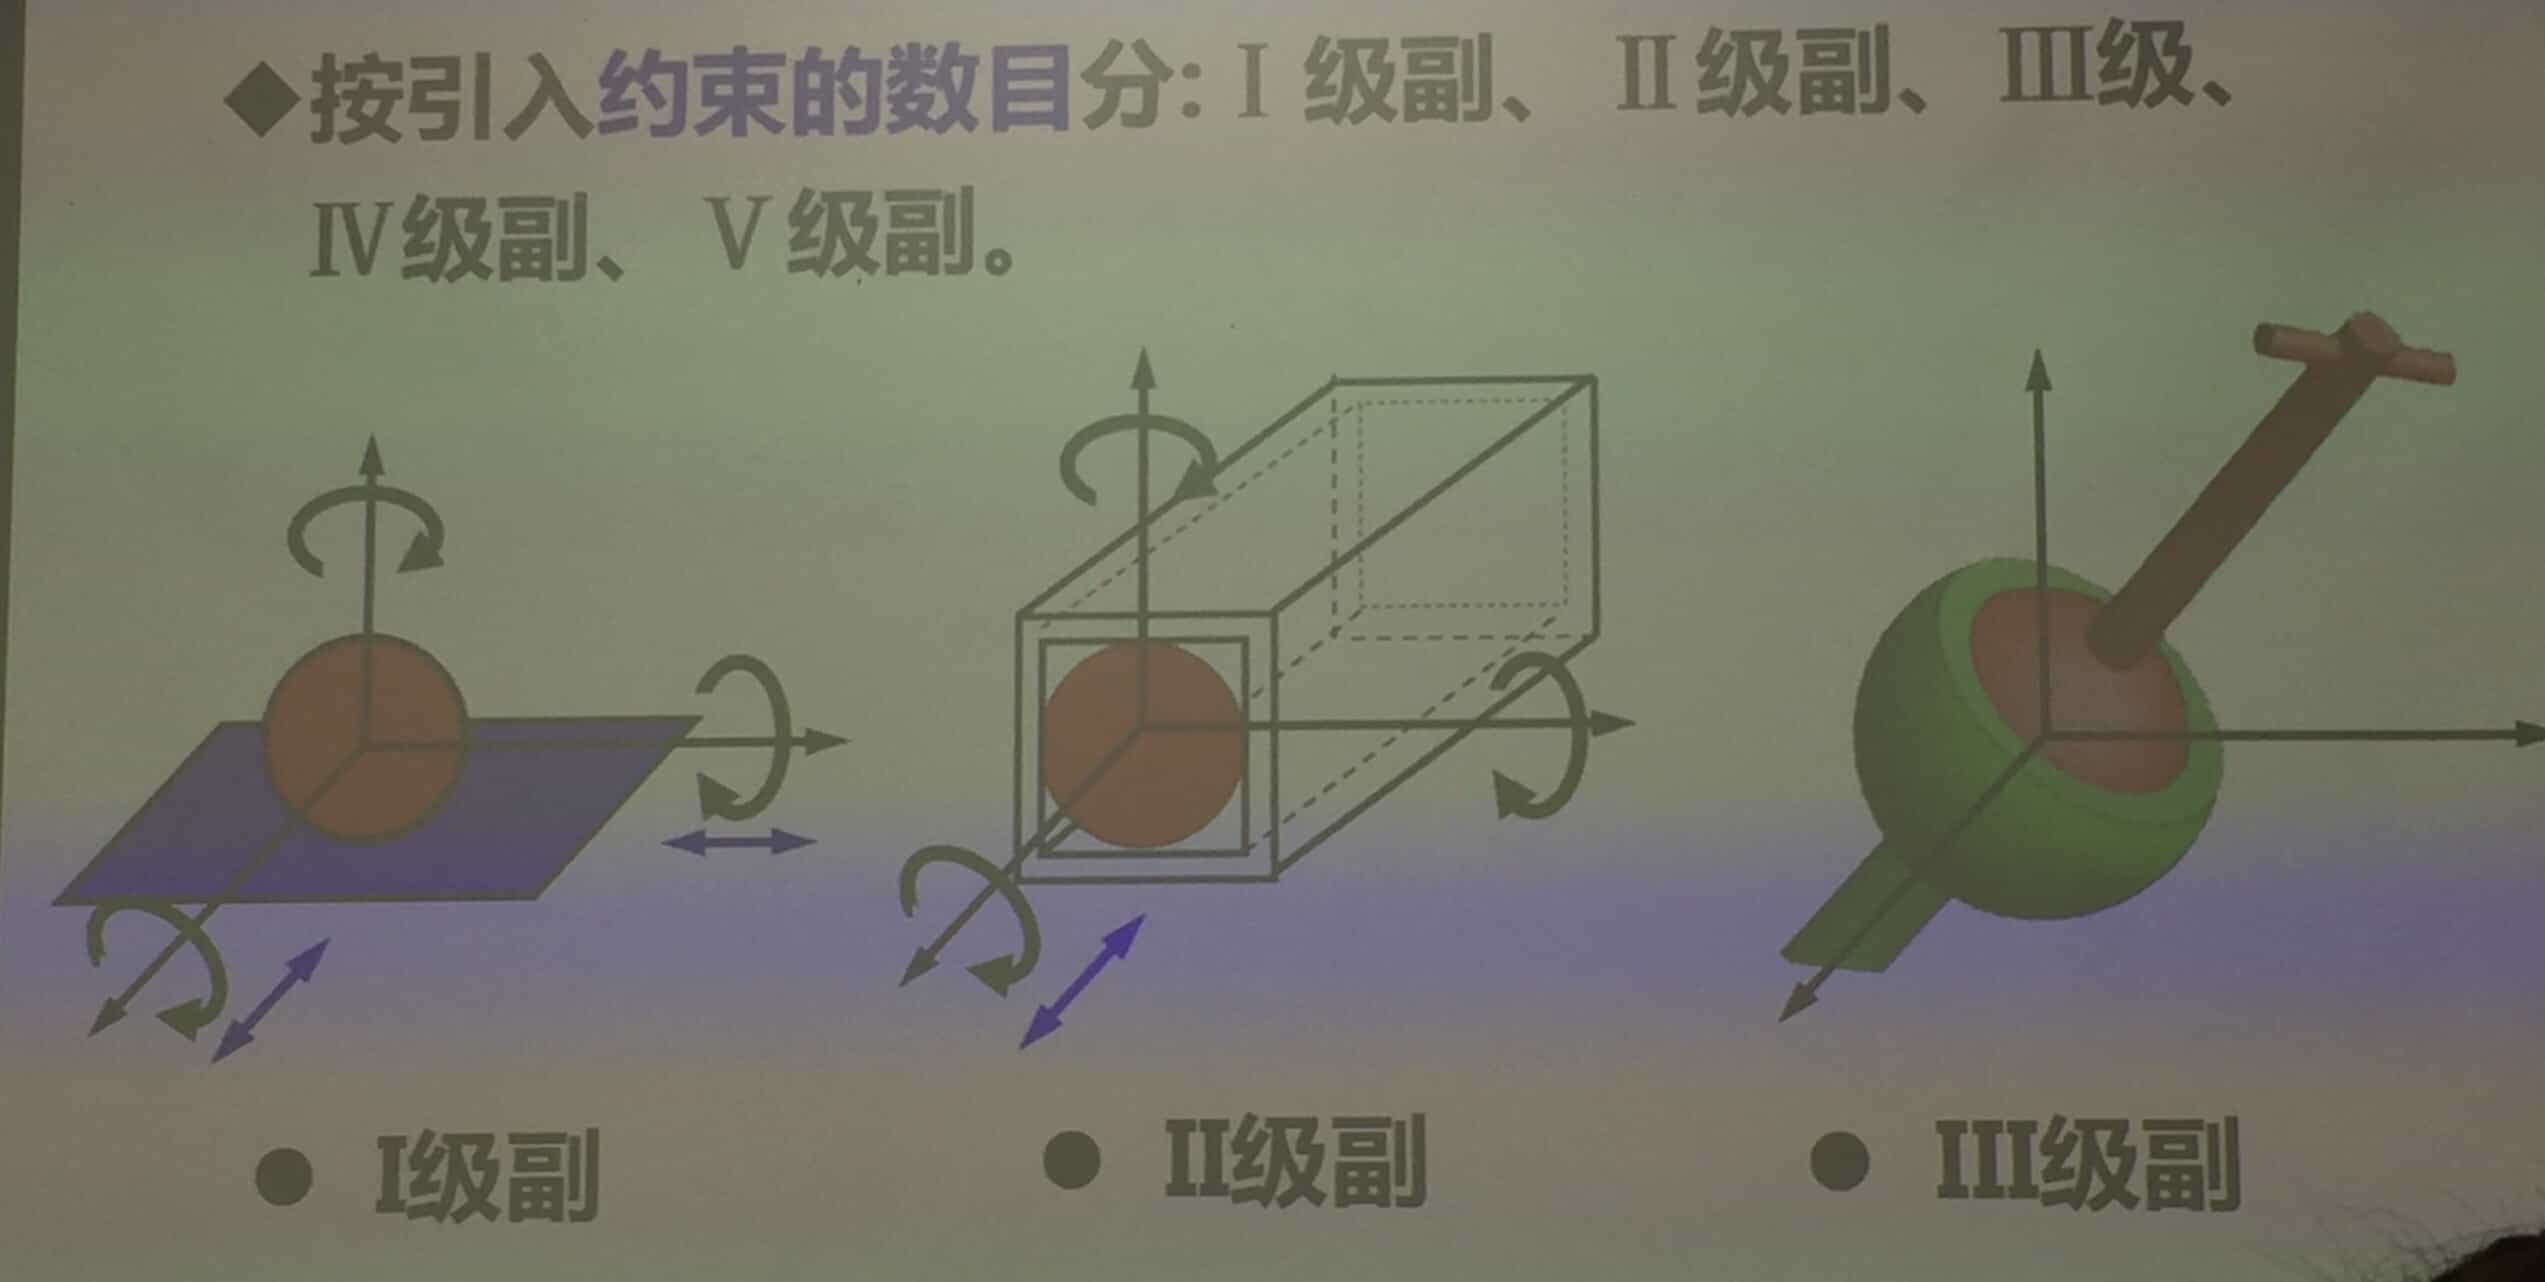 ◆按引入约束的数目分:Ⅰ级副、Ⅱ级副、Ⅲ级、
Ⅳ级副、Ⅴ级副。
● I级副
● II级副
● III级副